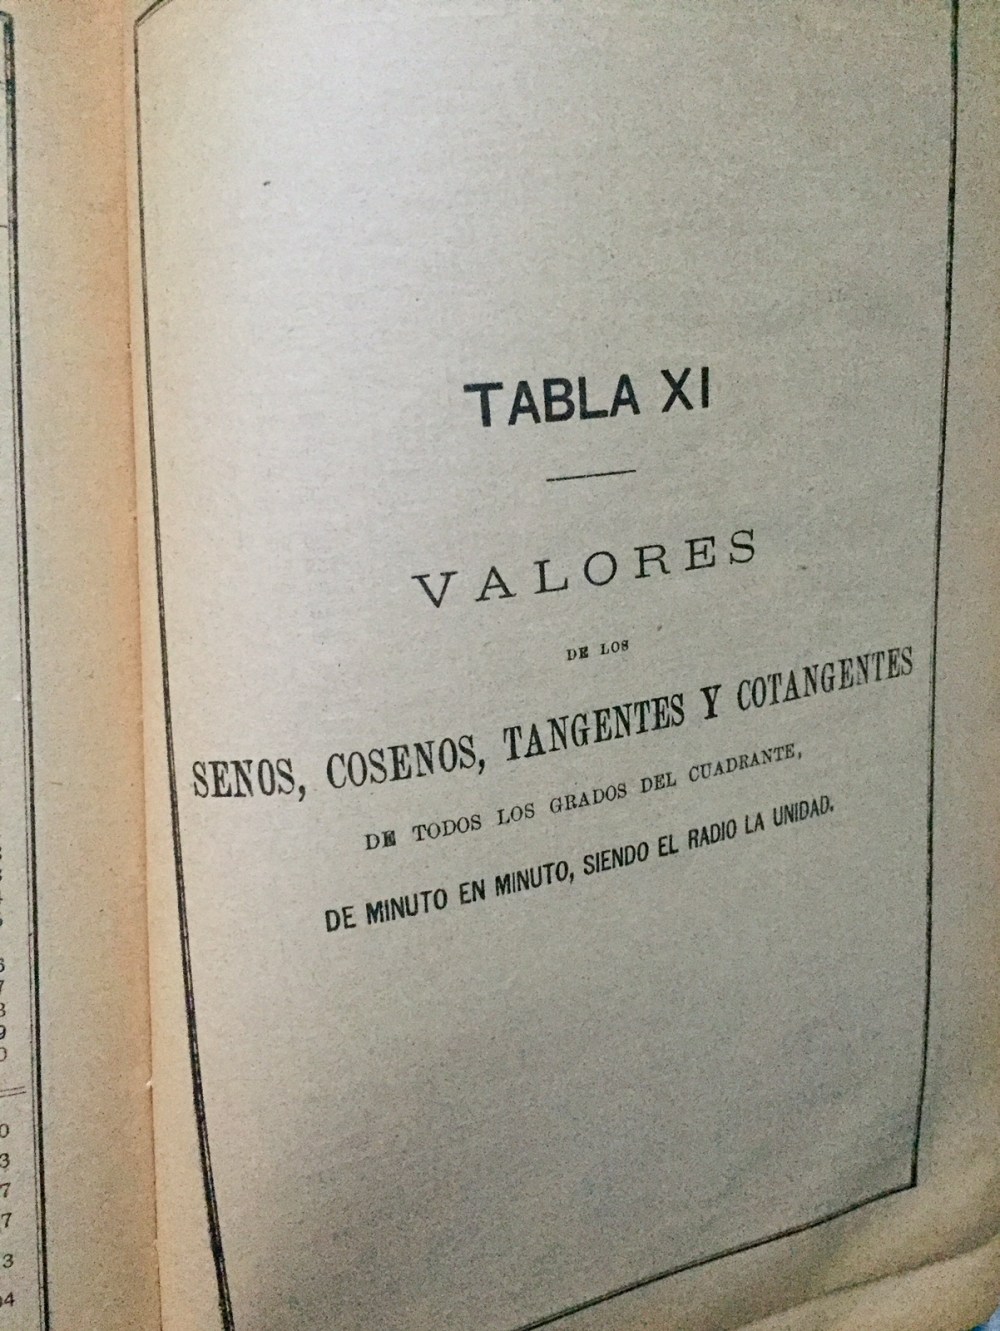 TABLA XI
VALORES
DE LOS
SENOS, COSENOS, TANGENTES Y COTANGENTES
DE TODOS LOS GRADOS DEL CUADRANTE,
DE MINUTO EN MINUTO, SIENDO EL RADIO LA UNIDAD.